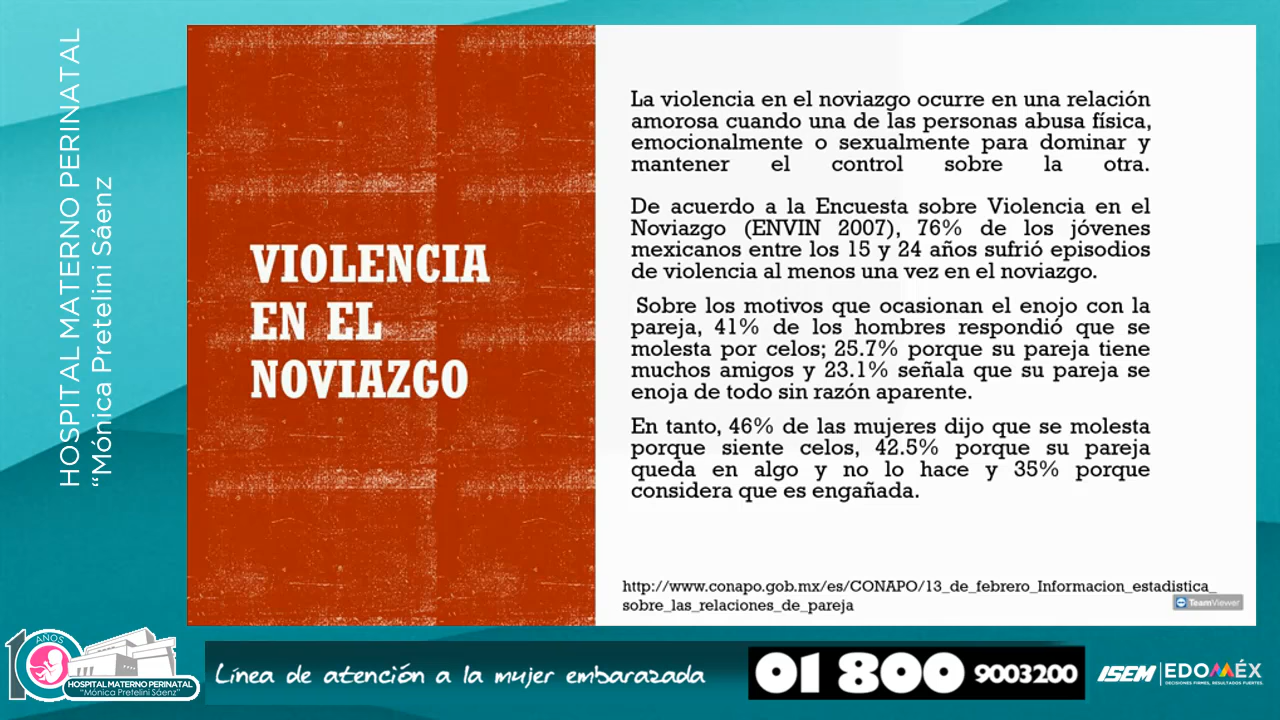 HOSPITAL MATERNO PERINATAL
“Mónica Pretelini Sáenz
VIOLENCIA
EN EL
NOVIAZGO
La violencia en el noviazgo ocurre en una relación
amorosa cuando una de las personas abusa física,
emocionalmente o sexualmente para dominar y
mantener el control sobre la otra.
De acuerdo a la Encuesta sobre Violencia en el
Noviazgo (ENVIN 2007), 76% de los jóvenes
mexicanos entre los 15 y 24 años sufrió episodios
de violencia al menos una vez en el noviazgo.
Sobre los motivos que ocasionan el enojo con la
pareja, 41% de los hombres respondió que se
molesta por celos; 25.7% porque su pareja tiene
muchos amigos y 23.1% señala que su pareja se
enoja de todo sin razón aparente.
En tanto, 46% de las mujeres dijo que se molesta
porque siente celos, 42.5% porque su pareja
queda en algo y no lo hace y 35% porque
considera que es engañada.
http://www.conapo.gob.mx/es/CONAPO/13_de_febrero_Informacion_estadistica_
sobre_las_relaciones_de_pareja
TeamViewer
10 AÑOS
HOSPITAL MATERNO PERINATAL
“Mónica Pretelini Sáenz”
Línea de atención a la mujer embarazada
01 800 9003200
ISEM
EDOMÉX
DECISIONES FIRMES, RESULTADOS FUERTES.